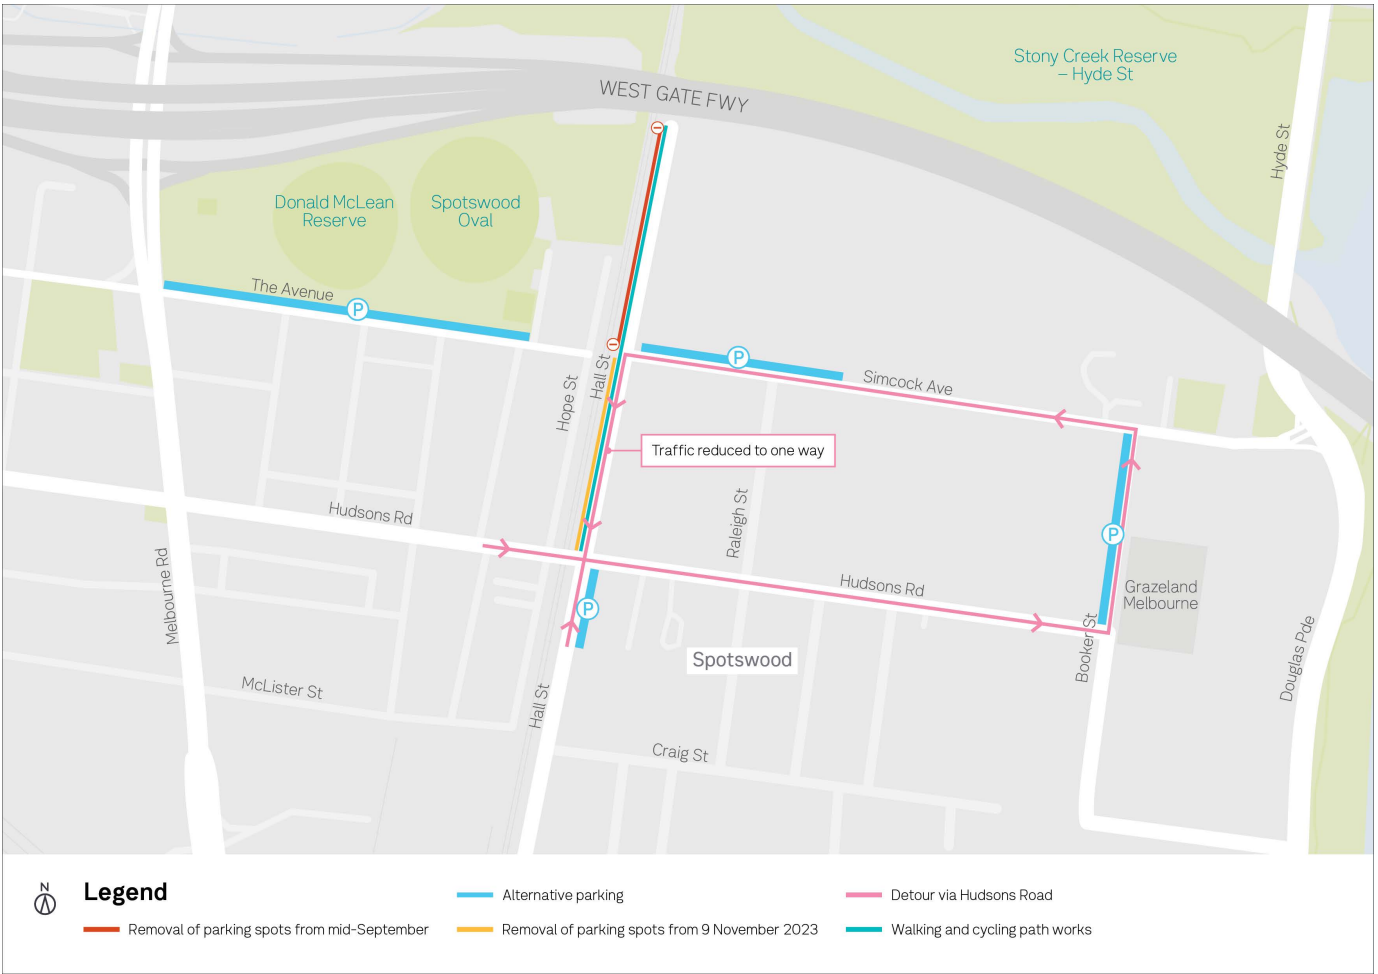 Stony Creek Reserve
– Hyde St
WEST GATE FWY
Hyde St
Donald McLean
Reserve
Spotswood
Oval
The Avenue
P
P
Simcock Ave
Hall St
Hope St
Traffic reduced to one way
Raleigh St
Hudsons Rd
P
Melbourne Rd
Hudsons Rd
Grazeland
Melbourne
P
Booker St
Douglas Pde
Spotswood
McLister St
Hall St
Craig St
N
Legend
Alternative parking
Detour via Hudsons Road
Removal of parking spots from mid-September
Removal of parking spots from 9 November 2023
Walking and cycling path works